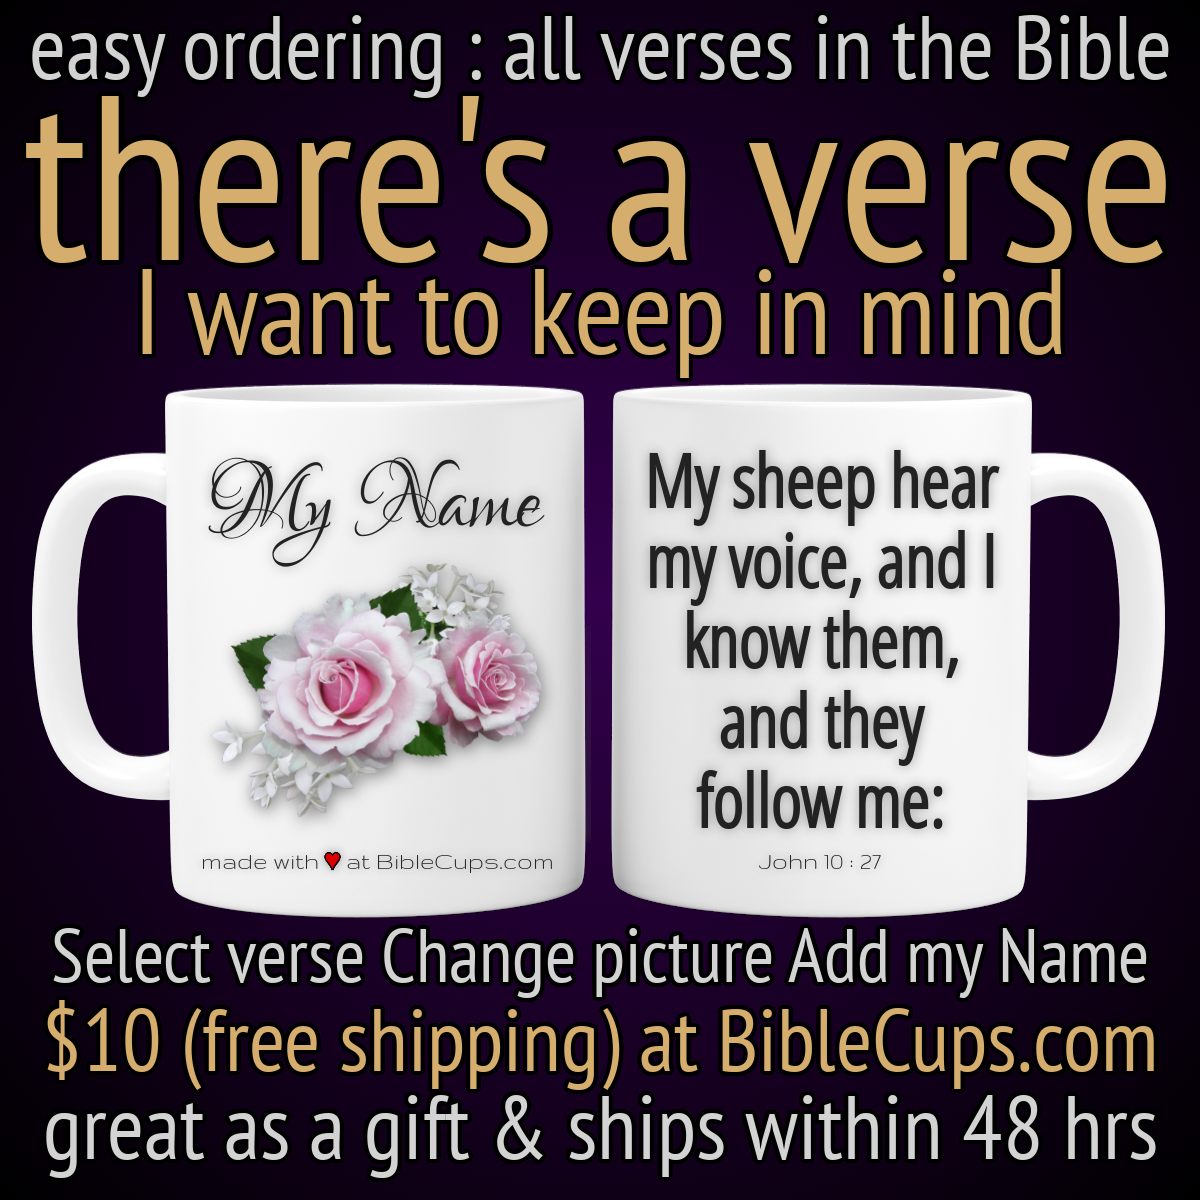 easy ordering : all verses in the Bible
there's a verse
I want to keep in mind
My Name
made with ♥ at BibleCups.com
My sheep hear
my voice, and I
know them,
and they
follow me:
John 10 : 27
Select verse Change picture Add my Name
$10 (free shipping) at BibleCups.com
great as a gift & ships within 48 hrs